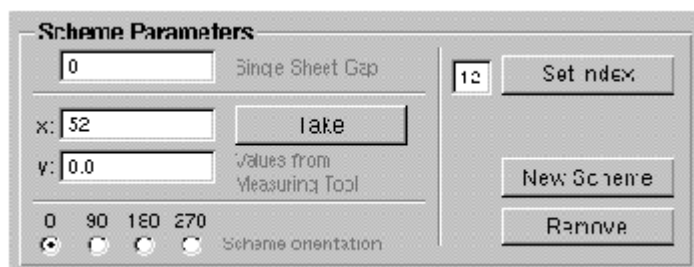 Scheme Parameters
0 Single Sheet Gap
12 Set Index
x: 52 Take
y: 0.0 Values from
Measuring Tool
New Scheme
0 90 180 270
Scheme orientation
Remove